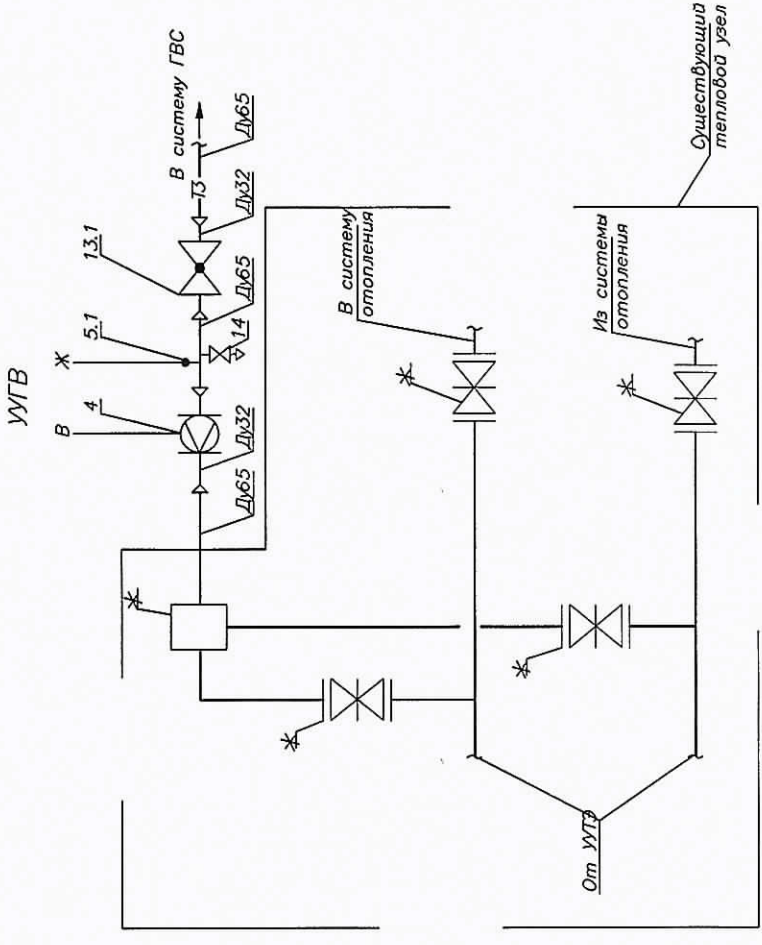 УУГВ
В
4
Ж
5.1
13.1
В систему ГВС
Т3
Ду65
Ду32
Ду65
14
Ду32
Ду65
В систему
отопления
Из системы
отопления
Существующий
тепловой узел
От УУТЭ
*
*
*
*
*